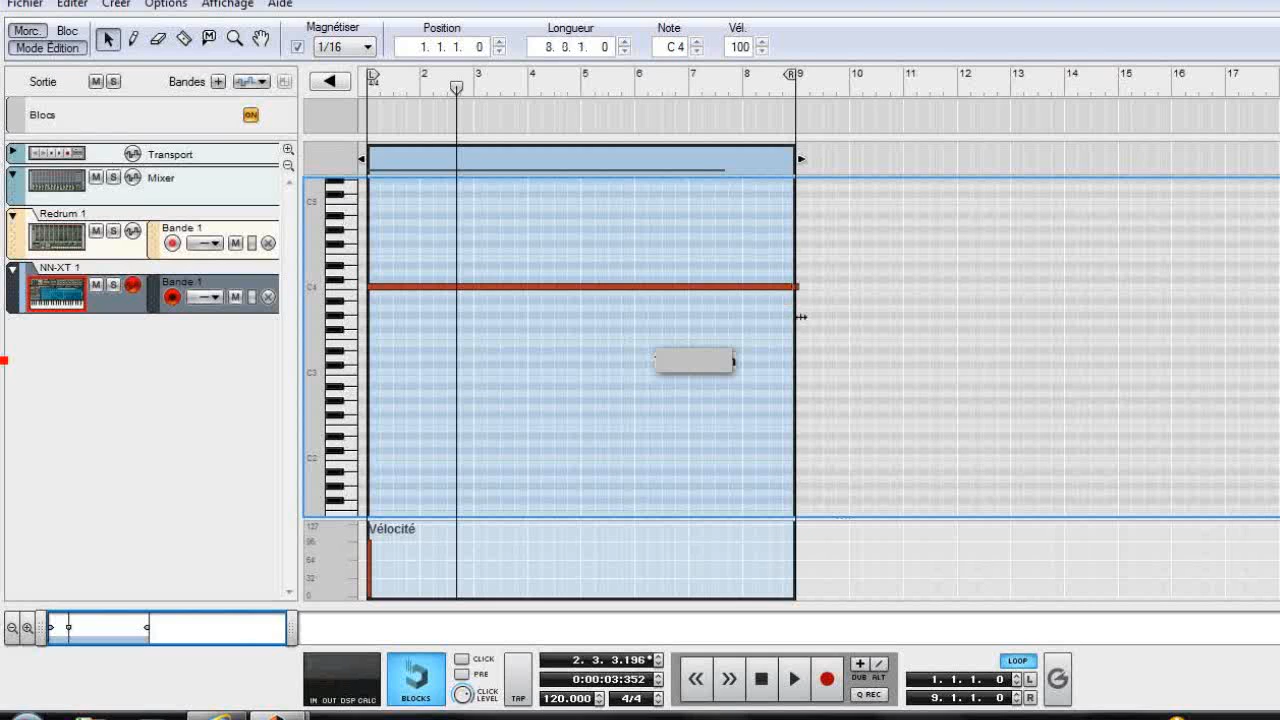 Fichier Editer Créer Options Affichage Aide
Morc. Bloc
Mode Edition
Magnétiser
1/16
Position
1. 1. 1. 0
Longueur
8. 0. 1. 0
Note
C 4
Vél.
100
Sortie M S Bandes
Blocs ON
Transport
M S Mixer
Redrum 1
M S Bande 1
M
NN-XT 1
M S Bande 1
M
L 2 3 4 5 6 7 8 R 9 10 11 12 13 14 15 16 17
4/4
C5
C4
C3
C2
Vélocité
127
96
64
32
0
IN OUT DSP CALC
BLOCKS
CLICK
PRE
CLICK LEVEL
TAP
2. 3. 3.196*
0:00:03:352
120.000 4/4
DUB ALT
Q REC
LOOP
1. 1. 1. 0 L
9. 1. 1. 0 R